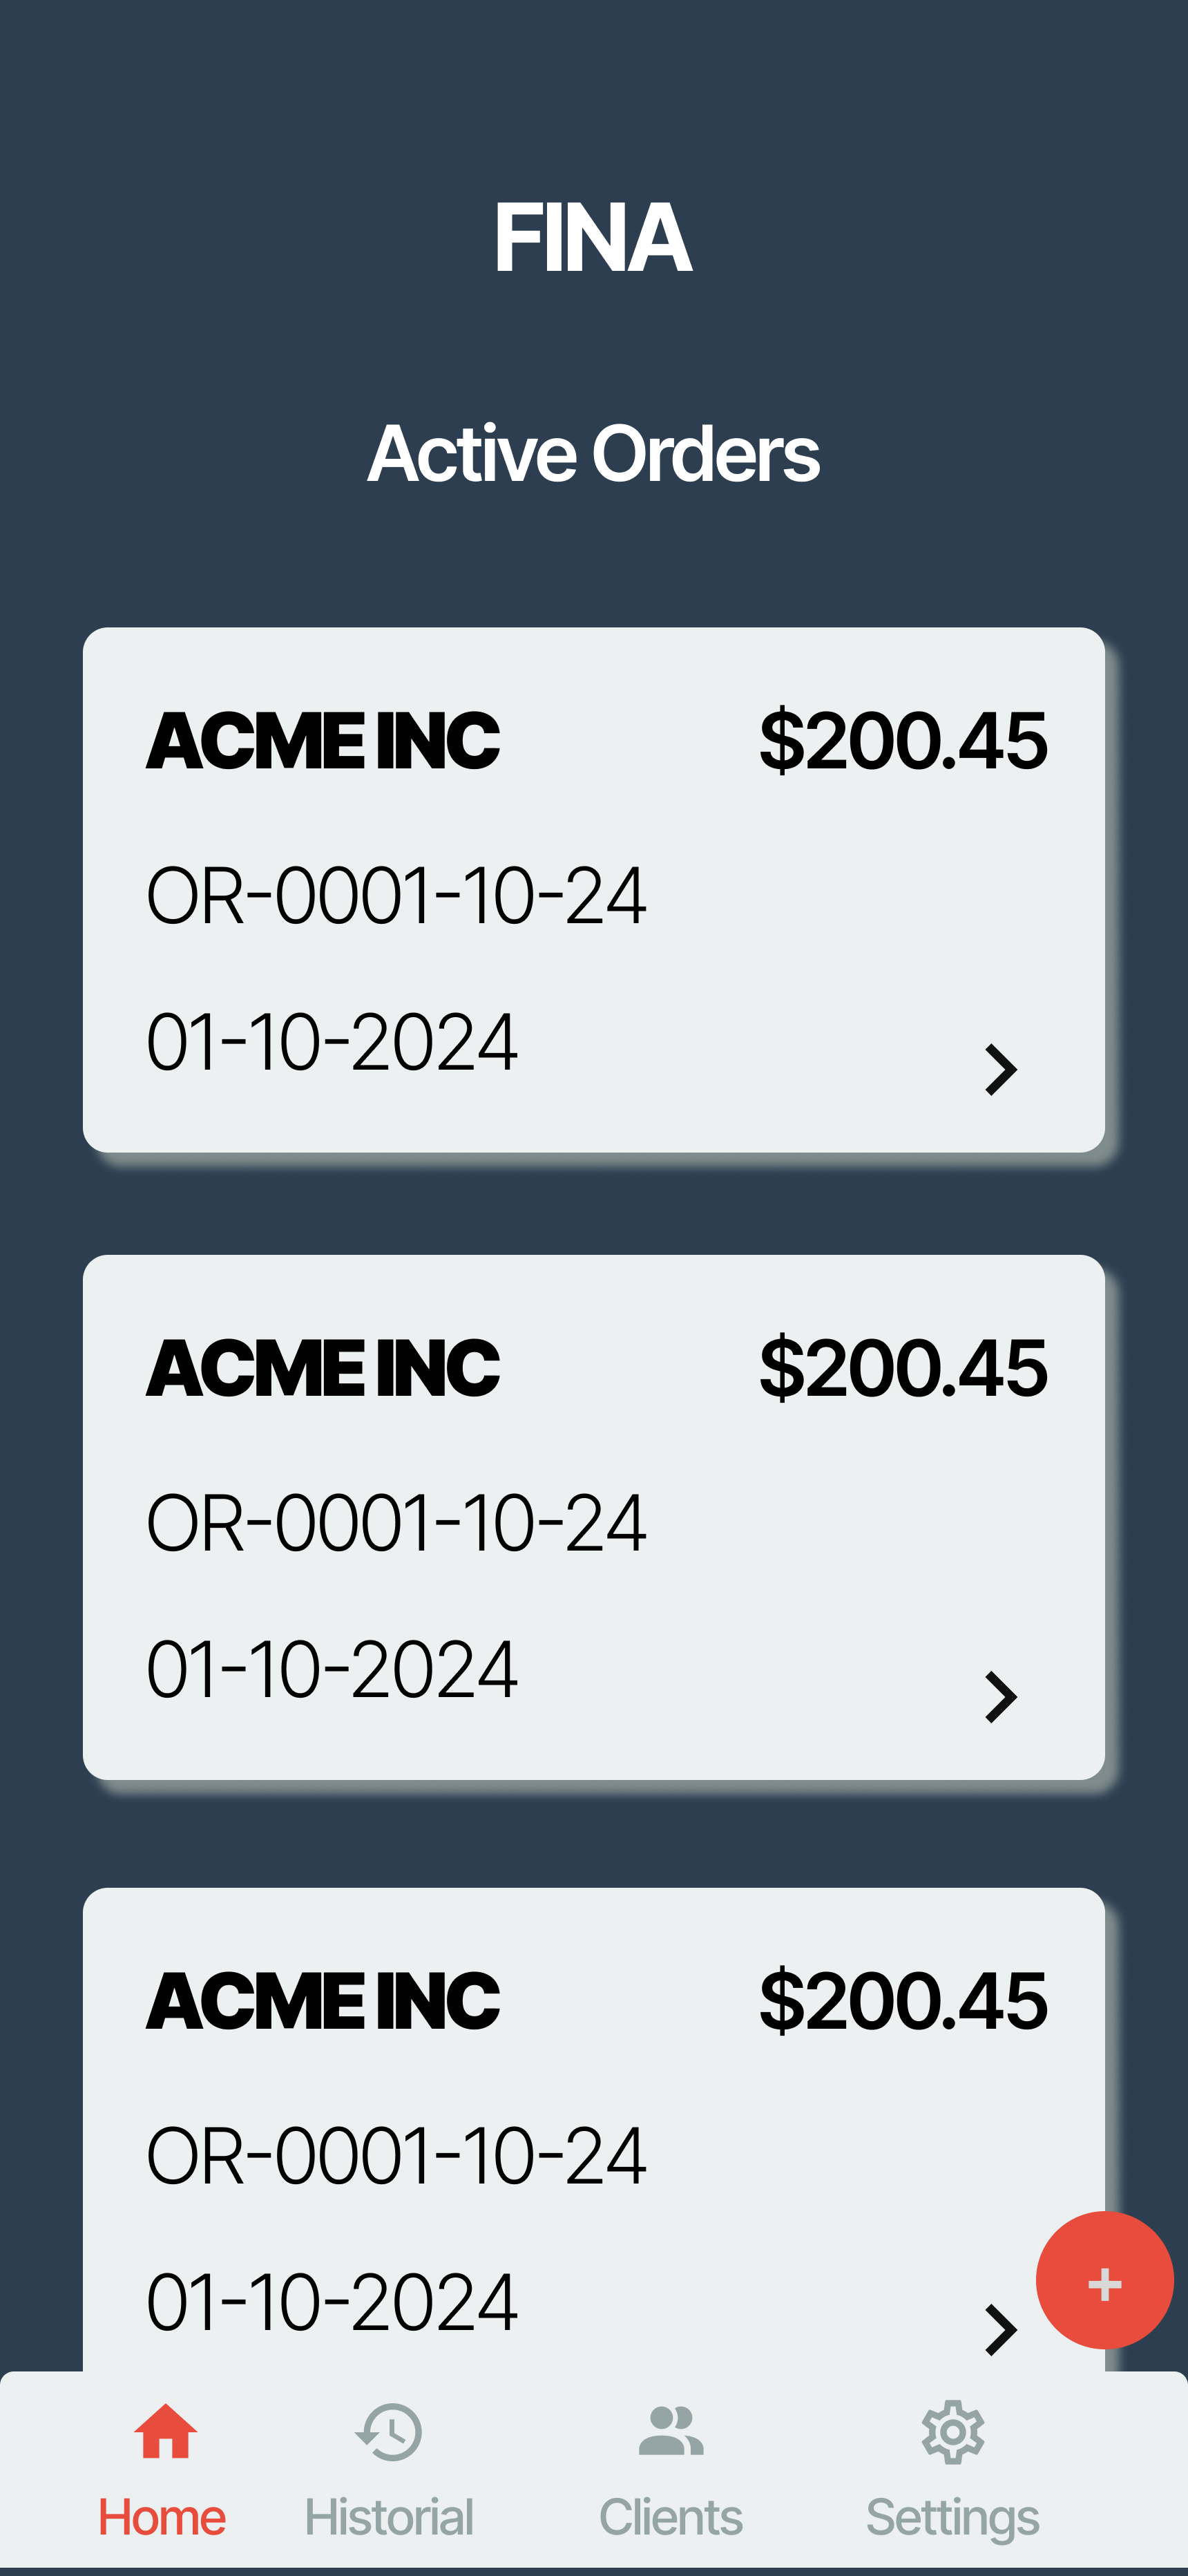 FINA
Active Orders
ACME INC $200.45
OR-0001-10-24
01-10-2024
ACME INC $200.45
OR-0001-10-24
01-10-2024
ACME INC $200.45
OR-0001-10-24
01-10-2024
+
Home Historial Clients Settings